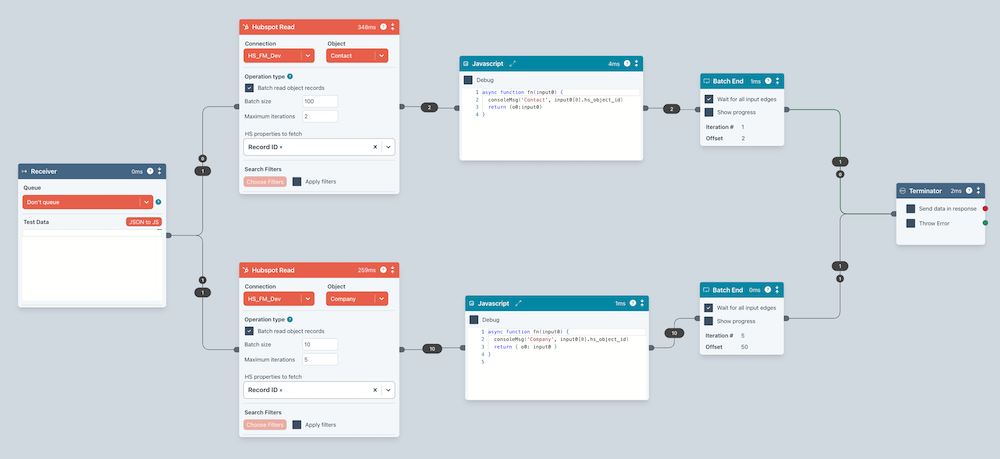 Receiver 0ms ?
Queue
Don't queue ?
Test Data JSON to JS
0
1
1
1
Hubspot Read 348ms ?
Connection Object
HS_FM_Dev Contact
Operation type ?
Batch read object records
Batch size 100
Maximum iterations 2
HS properties to fetch
Record ID × ×
Search Filters
Choose Filters Apply filters
2
Javascript 4ms ?
Debug
1 async function fn(input0) {
2 consoleMsg('Contact', input0[0].hs_object_id)
3 return {o0:input0}
4 }
2
Batch End 1ms ?
Wait for all input edges
Show progress
Iteration # 1
Offset 2
1
0
Hubspot Read 259ms ?
Connection Object
HS_FM_Dev Company
Operation type ?
Batch read object records
Batch size 10
Maximum iterations 5
HS properties to fetch
Record ID × ×
Search Filters
Choose Filters Apply filters
10
Javascript 1ms ?
Debug
1 async function fn(input0) {
2 consoleMsg('Company', input0[0].hs_object_id)
3 return { o0: input0 }
4 }
5
10
Batch End 0ms ?
Wait for all input edges
Show progress
Iteration # 5
Offset 50
1
1
Terminator 2ms ?
Send data in response
Throw Error